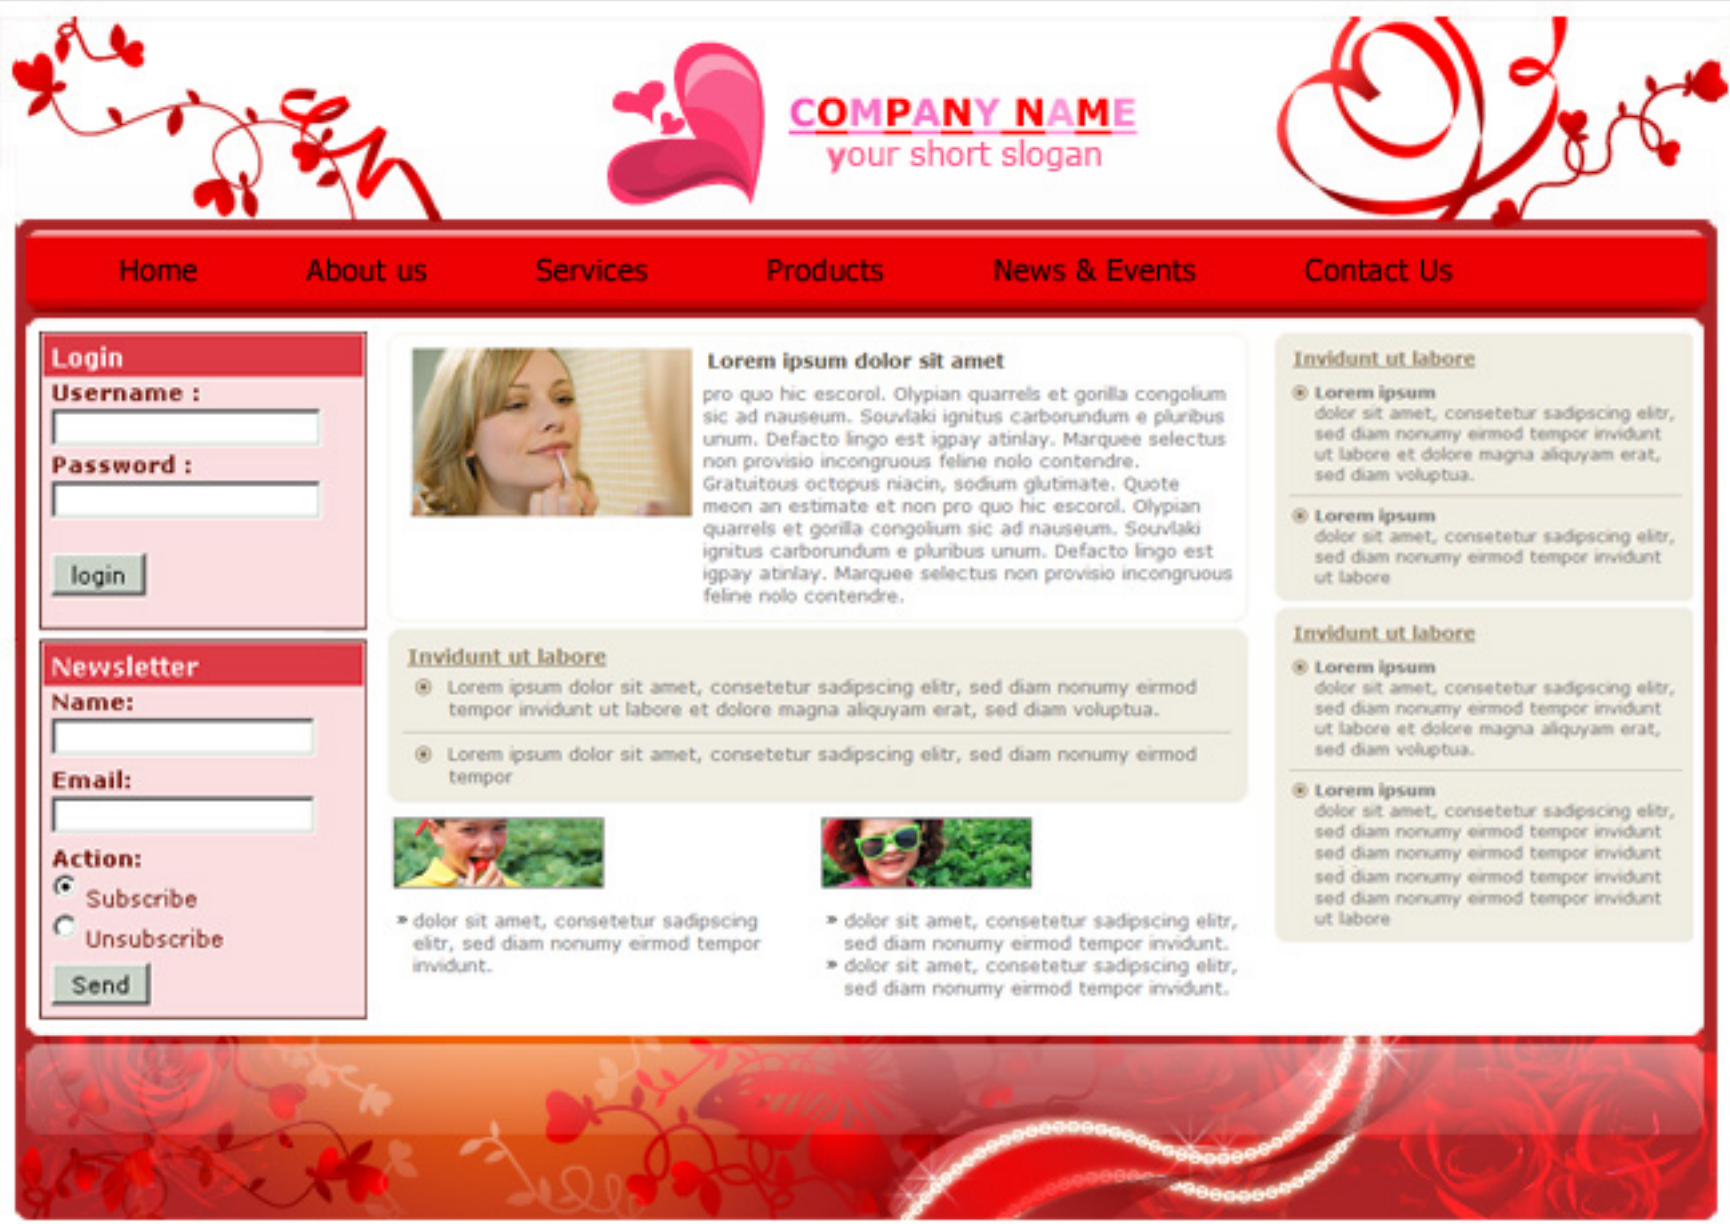 COMPANY NAME
your short slogan
Home About us Services Products News & Events Contact Us
Login
Username :
Password :
login
Newsletter
Name:
Email:
Action:
Subscribe
Unsubscribe
Send
Lorem ipsum dolor sit amet
pro quo hic escorol. Olypian quarrels et gorilla congolium
sic ad nauseum. Souvlaki ignitus carborundum e pluribus
unum. Defacto lingo est igpay atinlay. Marquee selectus
non provisio incongruous feline nolo contendre.
Gratuitous octopus niacin, sodium glutimate. Quote
meon an estimate et non pro quo hic escorol. Olypian
quarrels et gorilla congolium sic ad nauseum. Souvlaki
ignitus carborundum e pluribus unum. Defacto lingo est
igpay atinlay. Marquee selectus non provisio incongruous
feline nolo contendre.
Invidunt ut labore
Lorem ipsum dolor sit amet, consetetur sadipscing elitr, sed diam nonumy eirmod
tempor invidunt ut labore et dolore magna aliquyam erat, sed diam voluptua.
Lorem ipsum dolor sit amet, consetetur sadipscing elitr, sed diam nonumy eirmod
tempor
» dolor sit amet, consetetur sadipscing
elitr, sed diam nonumy eirmod tempor
invidunt.
» dolor sit amet, consetetur sadipscing elitr,
sed diam nonumy eirmod tempor invidunt.
» dolor sit amet, consetetur sadipscing elitr,
sed diam nonumy eirmod tempor invidunt.
Invidunt ut labore
Lorem ipsum
dolor sit amet, consetetur sadipscing elitr,
sed diam nonumy eirmod tempor invidunt
ut labore et dolore magna aliquyam erat,
sed diam voluptua.
Lorem ipsum
dolor sit amet, consetetur sadipscing elitr,
sed diam nonumy eirmod tempor invidunt
ut labore
Invidunt ut labore
Lorem ipsum
dolor sit amet, consetetur sadipscing elitr,
sed diam nonumy eirmod tempor invidunt
ut labore et dolore magna aliquyam erat,
sed diam voluptua.
Lorem ipsum
dolor sit amet, consetetur sadipscing elitr,
sed diam nonumy eirmod tempor invidunt
sed diam nonumy eirmod tempor invidunt
sed diam nonumy eirmod tempor invidunt
sed diam nonumy eirmod tempor invidunt
ut labore